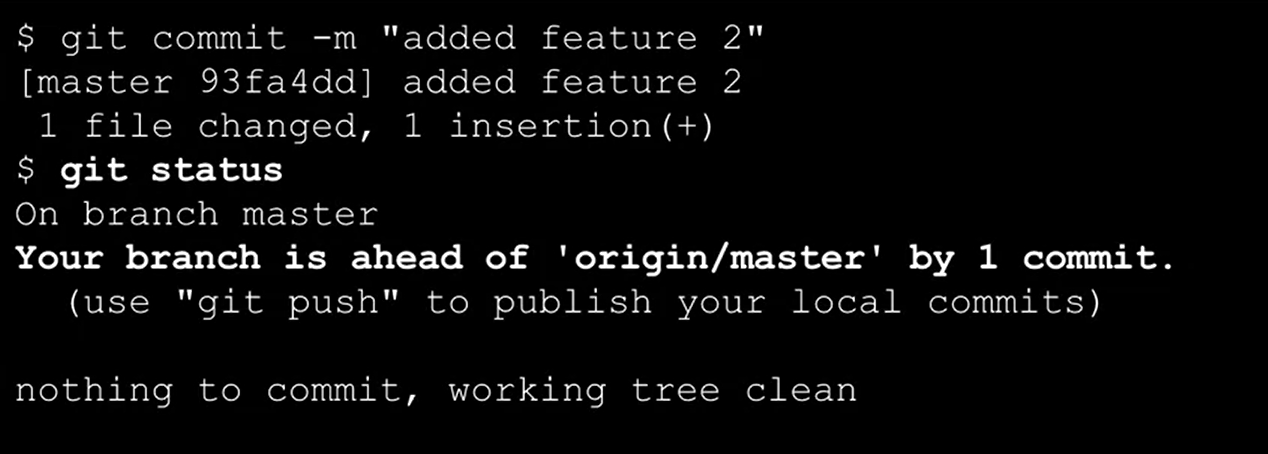 $ git commit -m "added feature 2"
[master 93fa4dd] added feature 2
 1 file changed, 1 insertion(+)
$ git status
On branch master
Your branch is ahead of 'origin/master' by 1 commit.
  (use "git push" to publish your local commits)

nothing to commit, working tree clean